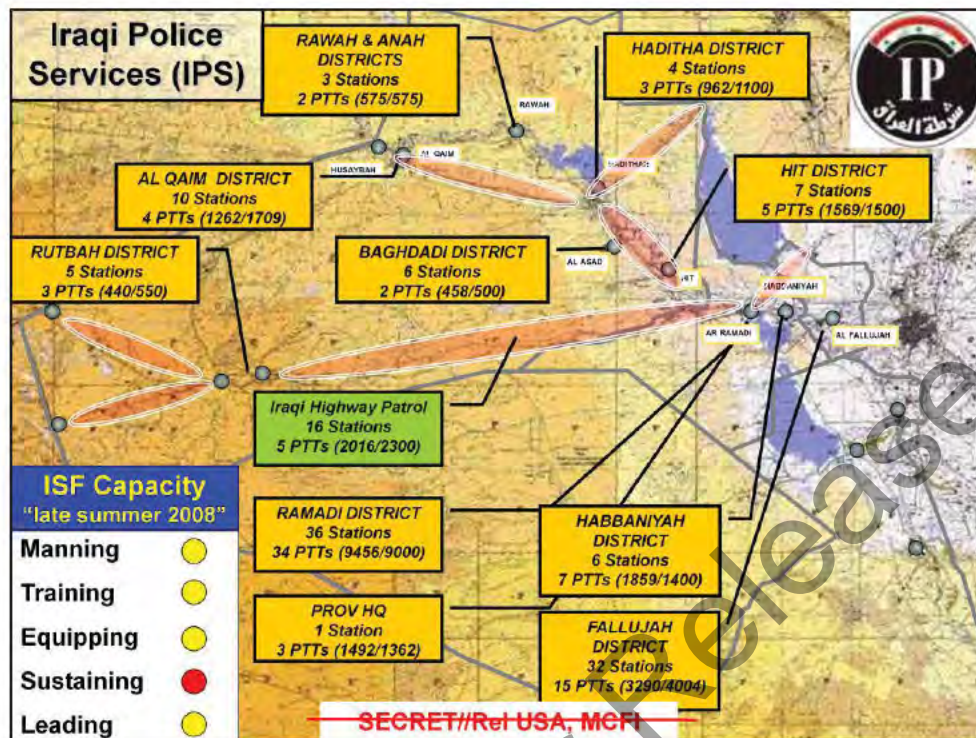 Iraqi Police
Services (IPS)
RAWAH & ANAH
DISTRICTS
3 Stations
2 PTTs (575/575)
HADITHA DISTRICT
4 Stations
3 PTTs (962/1100)
IP
شرطة العراق
RAWAH
AL QAIM
HUSAYBAH
HADITHAH
AL QAIM DISTRICT
10 Stations
4 PTTs (1262/1709)
HIT DISTRICT
7 Stations
5 PTTs (1569/1500)
RUTBAH DISTRICT
5 Stations
3 PTTs (440/550)
BAGHDADI DISTRICT
6 Stations
2 PTTs (458/500)
AL ASAD
HIT
HABBANIYAH
AR RAMADI
AL FALLUJAH
Iraqi Highway Patrol
16 Stations
5 PTTs (2016/2300)
ISF Capacity
"late summer 2008"
Manning
Training
Equipping
Sustaining
Leading
RAMADI DISTRICT
36 Stations
34 PTTs (9456/9000)
HABBANIYAH
DISTRICT
6 Stations
7 PTTs (1859/1400)
PROV HQ
1 Station
3 PTTs (1492/1362)
FALLUJAH
DISTRICT
32 Stations
15 PTTs (3290/4004)
SECRET//Rel USA, MCFI
Release